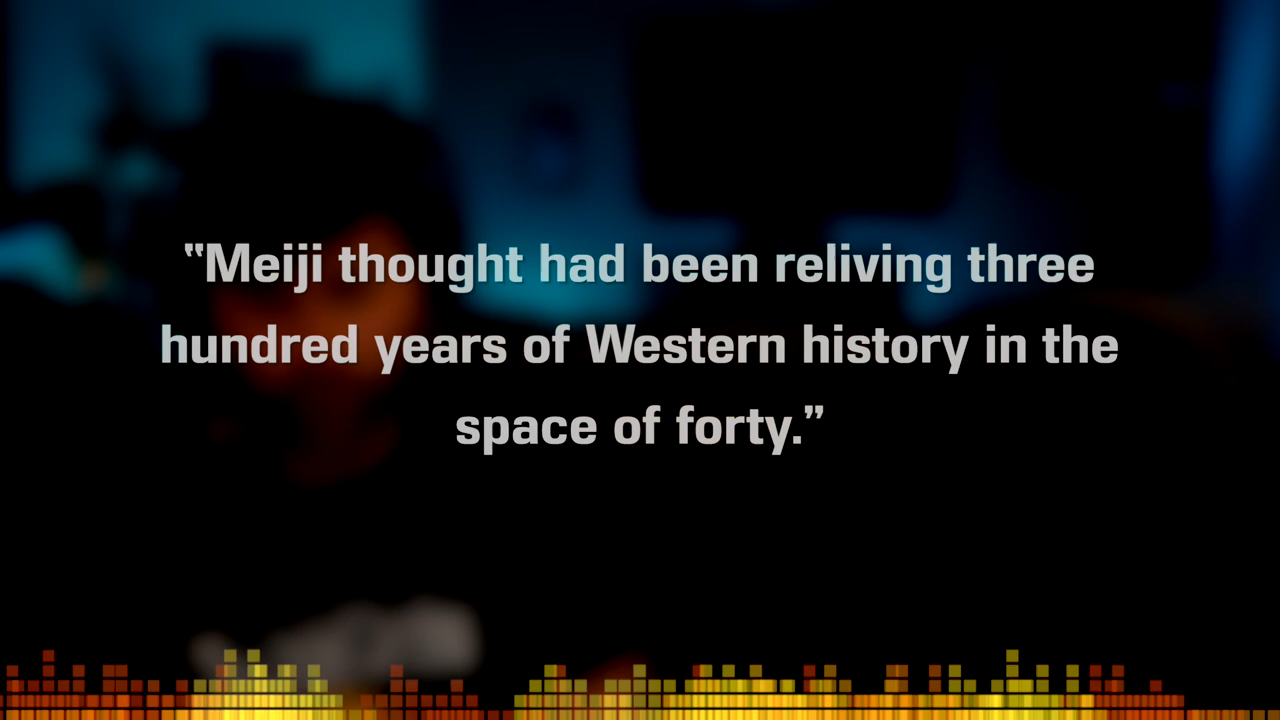 “Meiji thought had been reliving three
hundred years of Western history in the
space of forty.”